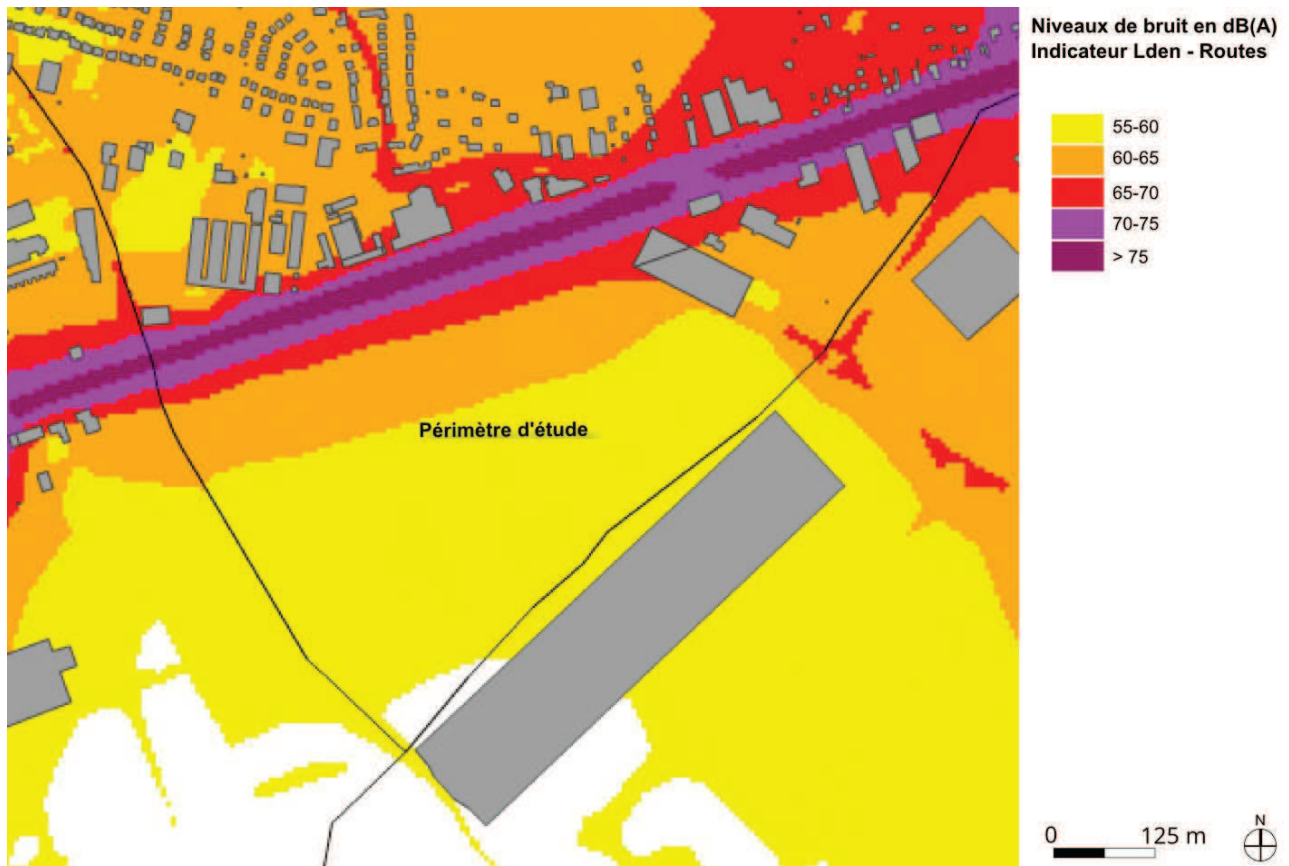 Niveaux de bruit en dB(A)
Indicateur Lden - Routes
55-60
60-65
65-70
70-75
> 75
Périmètre d'étude
0 125 m
N